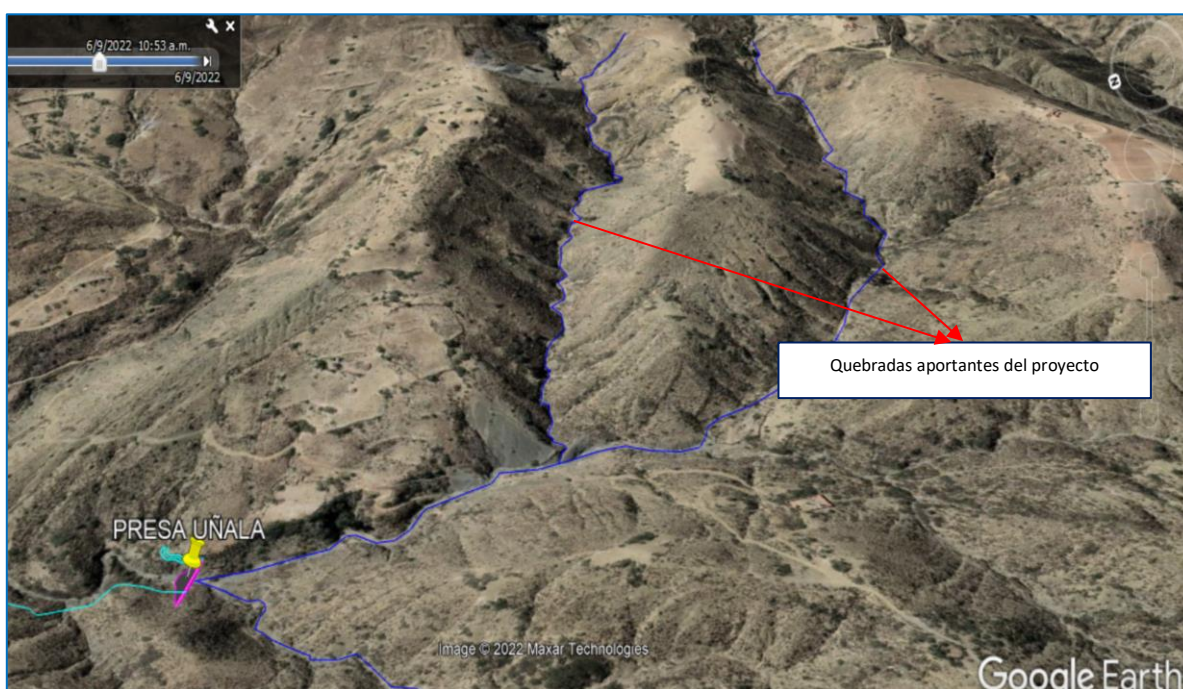 6/9/2022 10:53 a.m.
6/9/2022
Quebradas aportantes del proyecto
PRESA UÑALA
Image © 2022 Maxar Technologies
Google Earth